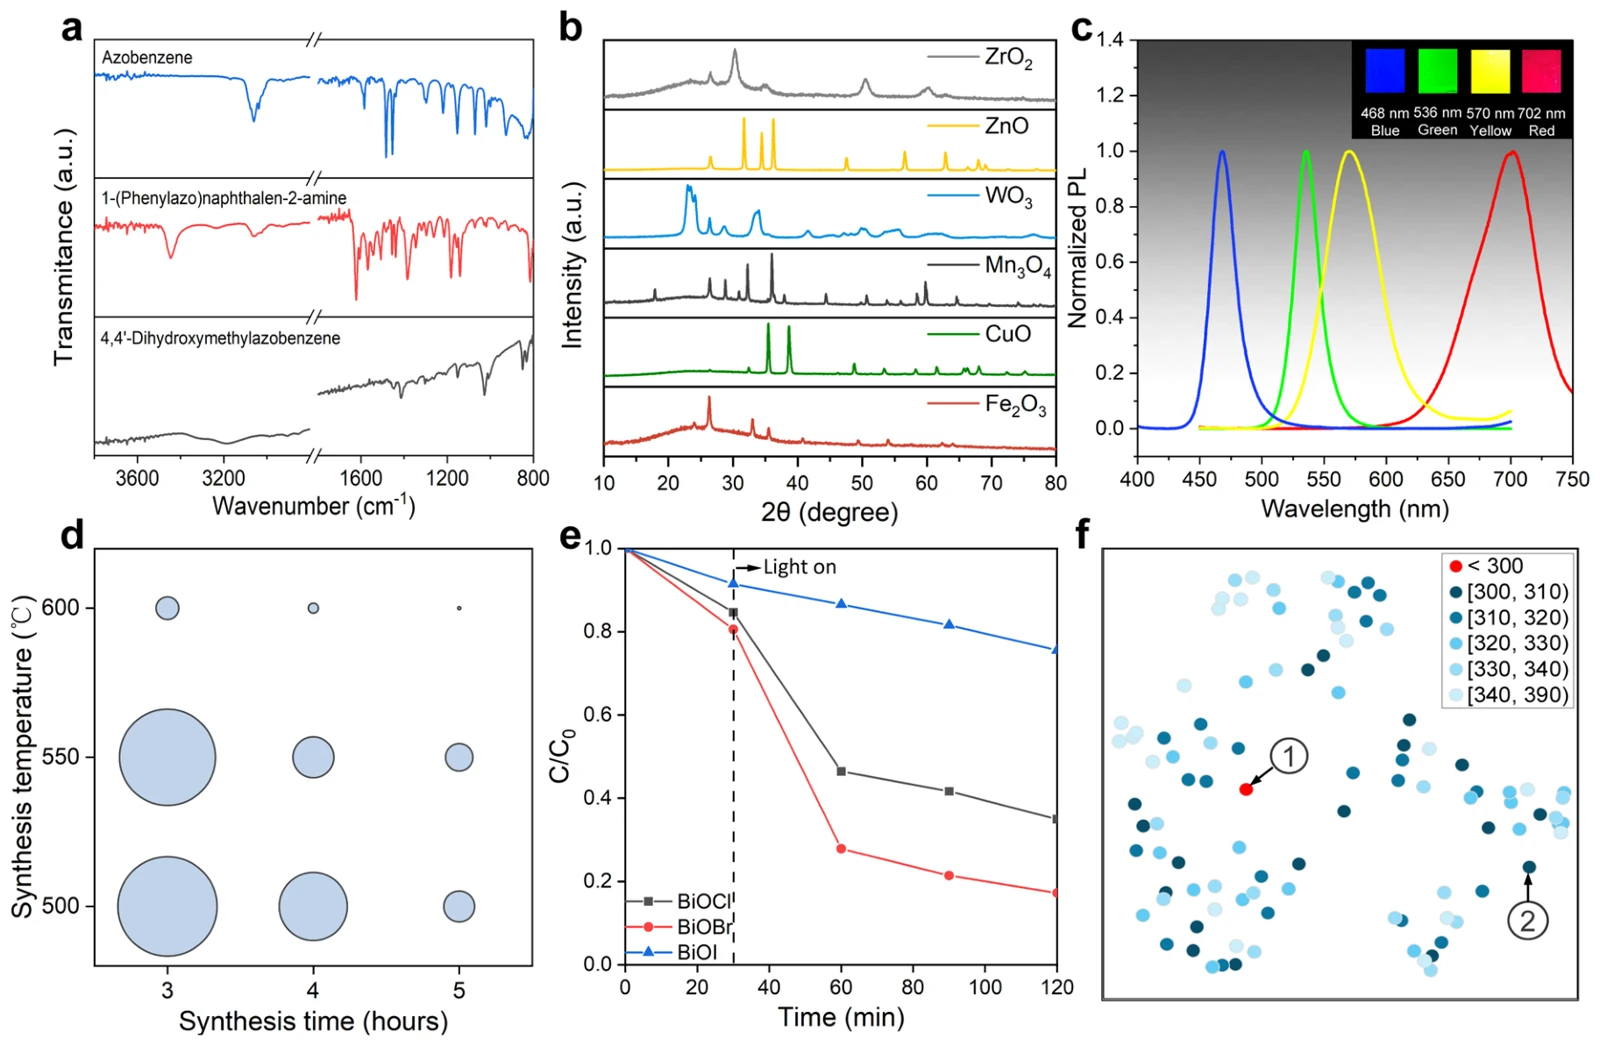 a
Azobenzene
1-(Phenylazo)naphthalen-2-amine
4,4'-Dihydroxymethylazobenzene
Transmitance (a.u.)
3600 3200 1600 1200 800
Wavenumber (cm-1)
b
ZrO2
ZnO
WO3
Mn3O4
CuO
Fe2O3
Intensity (a.u.)
10 20 30 40 50 60 70 80
2θ (degree)
c
1.4
1.2
1.0
0.8
0.6
0.4
0.2
0.0
Normalized PL
468 nm 536 nm 570 nm 702 nm
Blue Green Yellow Red
400 450 500 550 600 650 700 750
Wavelength (nm)
d
600
550
500
Synthesis temperature (℃)
3 4 5
Synthesis time (hours)
e
1.0
0.8
0.6
0.4
0.2
0.0
C/C0
Light on
BiOCl
BiOBr
BiOI
0 20 40 60 80 100 120
Time (min)
f
< 300
[300, 310)
[310, 320)
[320, 330)
[330, 340)
[340, 390)
1
2